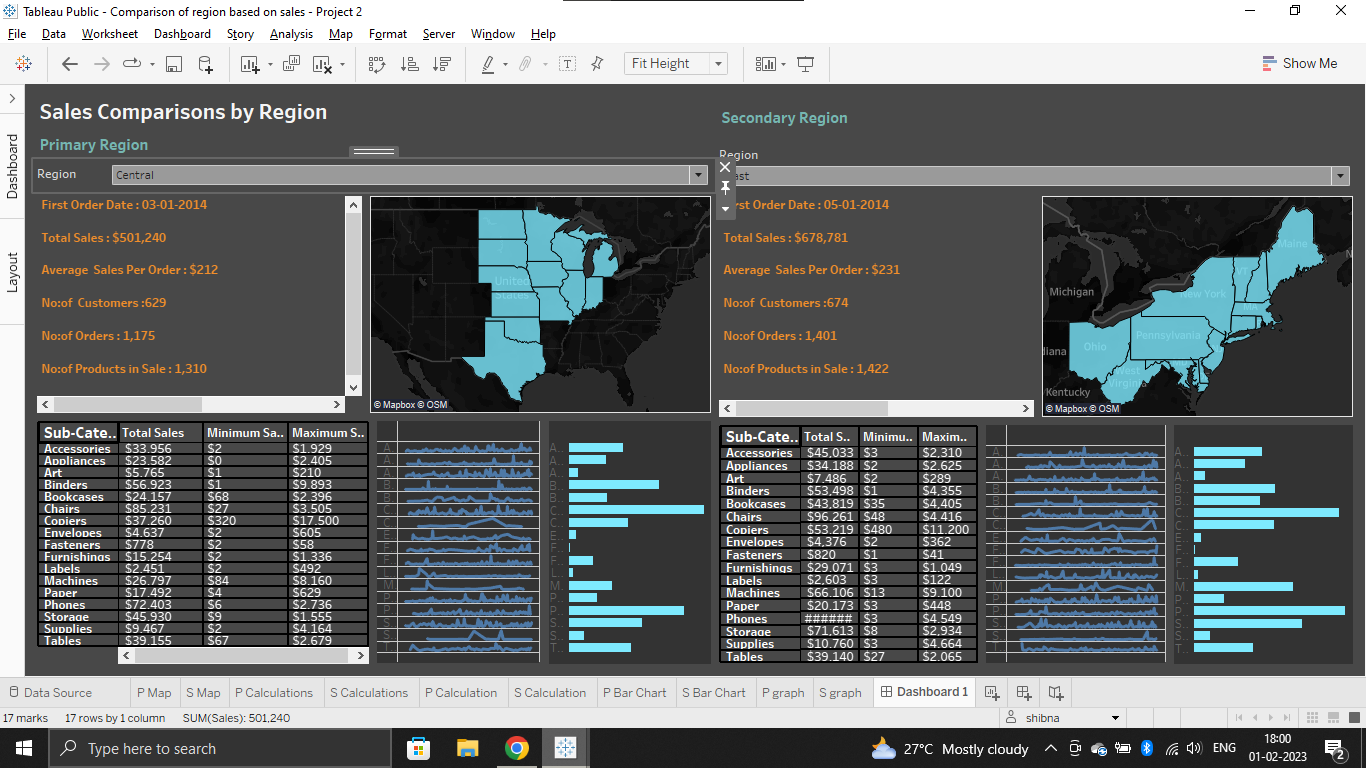 Tableau Public - Comparison of region based on sales - Project 2
File Data Worksheet Dashboard Story Analysis Map Format Server Window Help
Fit Height
Show Me
Dashboard
Layout
Sales Comparisons by Region
Primary Region
Region
Central
First Order Date : 03-01-2014
Total Sales : $501,240
Average Sales Per Order : $212
No:of Customers :629
No:of Orders : 1,175
No:of Products in Sale : 1,310
United States
© Mapbox © OSM
Secondary Region
Region
ast
rst Order Date : 05-01-2014
Total Sales : $678,781
Average Sales Per Order : $231
No:of Customers :674
No:of Orders : 1,401
No:of Products in Sale : 1,422
Maine
VT
Michigan
New York
MA
diana
Ohio
Pennsylvania
West Virginia
Kentucky
© Mapbox © OSM
Sub-Cate.. Total Sales Minimum Sa.. Maximum S..
Accessories $33,956 $2 $1,929
Appliances $23,582 $0 $2,405
Art $5,765 $1 $210
Binders $56,923 $1 $9,893
Bookcases $24,157 $68 $2,396
Chairs $85,231 $27 $3,505
Copiers $37,260 $320 $17,500
Envelopes $4,637 $2 $605
Fasteners $778 $2 $58
Furnishings $15,254 $2 $1,336
Labels $2,451 $2 $492
Machines $26,797 $84 $8,160
Paper $17,492 $4 $629
Phones $72,403 $6 $2,736
Storage $45,930 $9 $1,555
Supplies $9,467 $2 $4,164
Tables $39,155 $67 $2,679
A..
A..
A..
B..
B..
C..
C..
E..
F..
F..
L..
M..
P..
P..
S..
S..
T..
A..
A..
A..
B..
B..
C..
C..
E..
F..
F..
L..
M..
P..
P..
S..
S..
T..
Sub-Cate.. Total S.. Minimu.. Maxim..
Accessories $45,033 $3 $2,310
Appliances $34,188 $2 $2,625
Art $7,486 $2 $289
Binders $53,498 $1 $4,355
Bookcases $43,819 $35 $4,405
Chairs $96,261 $48 $4,416
Copiers $53,219 $480 $11,200
Envelopes $4,376 $2 $362
Fasteners $820 $1 $41
Furnishings $29,071 $3 $1,049
Labels $2,603 $3 $122
Machines $66,106 $13 $9,100
Paper $20,173 $3 $448
Phones ###### $3 $4,549
Storage $71,613 $8 $2,934
Supplies $10,760 $3 $4,664
Tables $39,140 $27 $2,065
A..
A..
A..
B..
B..
C..
C..
E..
F..
F..
L..
M..
P..
P..
S..
S..
T..
A..
A..
A..
B..
B..
C..
C..
E..
F..
F..
L..
M..
P..
P..
S..
S..
T..
Data Source P Map S Map P Calculations S Calculations P Calculation S Calculation P Bar Chart S Bar Chart P graph S graph Dashboard 1
17 marks 17 rows by 1 column SUM(Sales): 501,240 shibna
Type here to search
27°C Mostly cloudy
ENG
18:00
01-02-2023
2